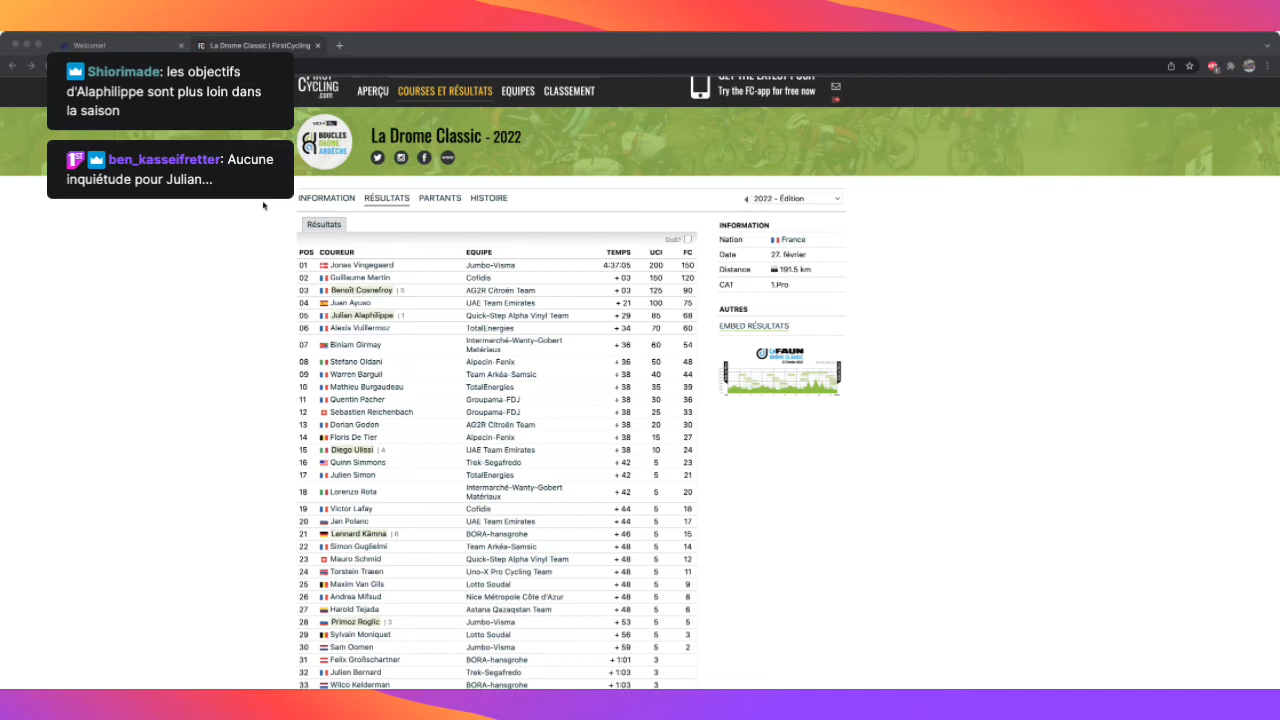 Welcome!
La Drome Classic | FirstCycling
Shiorimade: les objectifs
d'Alaphilippe sont plus loin dans
la saison
ben_kasseifretter: Aucune
inquiétude pour Julian...
FIRST
CYCLING
.com
APERÇU COURSES ET RÉSULTATS EQUIPES CLASSEMENT
Try the FC-app for free now
BOUCLES
DRÔME
ARDÈCHE
La Drome Classic - 2022
INFORMATION RÉSULTATS PARTANTS HISTOIRE
2022 - Édition
Résultats
DoB?
POS COUREUR EQUIPE TEMPS UCI FC
01 Jonas Vingegaard Jumbo-Visma 4:37:05 200 150
02 Guillaume Martin Cofidis + 03 150 120
03 Benoît Cosnefroy | 5 AG2R Citroën Team + 03 125 90
04 Juan Ayuso UAE Team Emirates + 21 100 75
05 Julian Alaphilippe | 1 Quick-Step Alpha Vinyl Team + 29 85 68
06 Alexis Vuillermoz TotalEnergies + 34 70 60
07 Biniam Girmay Intermarché-Wanty-Gobert Matériaux + 36 60 54
08 Stefano Oldani Alpecin-Fenix + 36 50 48
09 Warren Barguil Team Arkéa-Samsic + 38 40 44
10 Mathieu Burgaudeau TotalEnergies + 38 35 39
11 Quentin Pacher Groupama-FDJ + 38 30 36
12 Sebastien Reichenbach Groupama-FDJ + 38 25 33
13 Dorian Godon AG2R Citroën Team + 38 20 30
14 Floris De Tier Alpecin-Fenix + 38 15 27
15 Diego Ulissi | 4 UAE Team Emirates + 38 10 24
16 Quinn Simmons Trek-Segafredo + 42 5 23
17 Julien Simon TotalEnergies + 42 5 21
18 Lorenzo Rota Intermarché-Wanty-Gobert Matériaux + 42 5 20
19 Victor Lafay Cofidis + 44 5 18
20 Jan Polanc UAE Team Emirates + 44 5 17
21 Lennard Kämna | 6 BORA-hansgrohe + 46 5 15
22 Simon Guglielmi Team Arkéa-Samsic + 48 5 14
23 Mauro Schmid Quick-Step Alpha Vinyl Team + 48 5 12
24 Torstein Træen Uno-X Pro Cycling Team + 48 5 11
25 Maxim Van Gils Lotto Soudal + 48 5 9
26 Andrea Mifsud Nice Métropole Côte d'Azur + 48 5 8
27 Harold Tejada Astana Qazaqstan Team + 48 5 6
28 Primoz Roglic | 3 Jumbo-Visma + 53 5 5
29 Sylvain Moniquet Lotto Soudal + 56 5 3
30 Sam Oomen Jumbo-Visma + 59 5 2
31 Felix Großschartner BORA-hansgrohe + 1:01 3
32 Julien Bernard Trek-Segafredo + 1:03 3
33 Wilco Kelderman BORA-hansgrohe + 1:03 3
INFORMATION
Nation France
Date 27. février
Distance 191.5 km
CAT 1.Pro
AUTRES
EMBED RÉSULTATS
FAUN